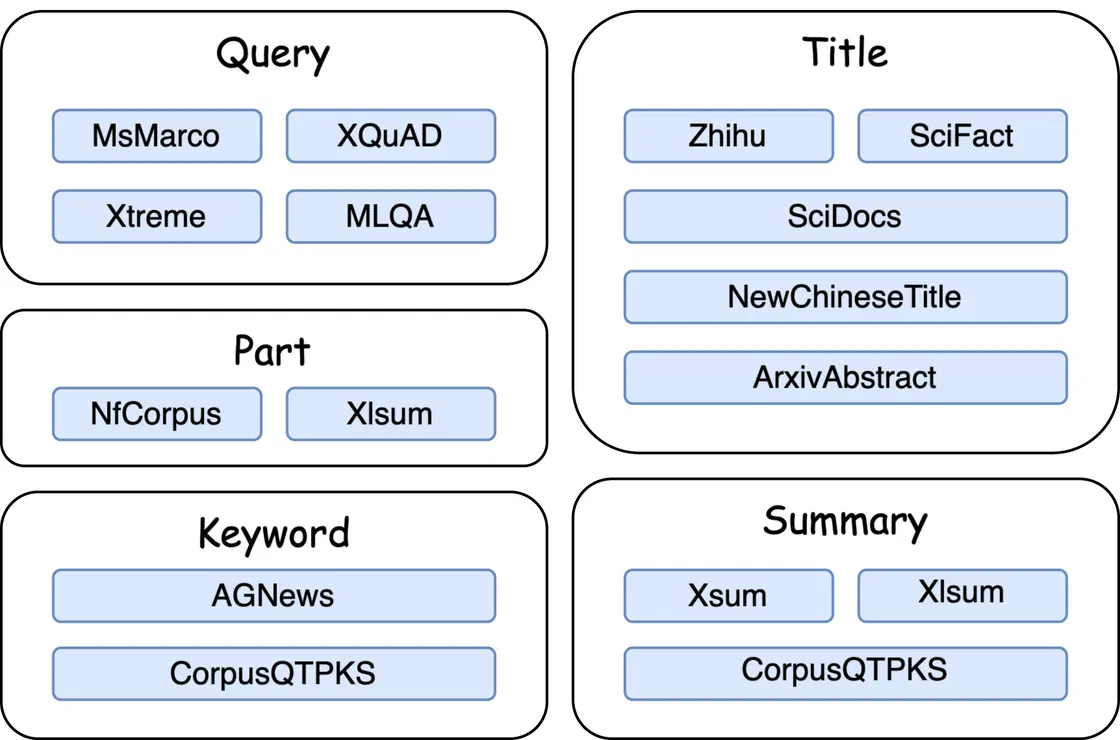 Query
MsMarco
XQuAD
Xtreme
MLQA
Part
NfCorpus
Xlsum
Keyword
AGNews
CorpusQTPKS
Title
Zhihu
SciFact
SciDocs
NewChineseTitle
ArxivAbstract
Summary
Xsum
Xlsum
CorpusQTPKS